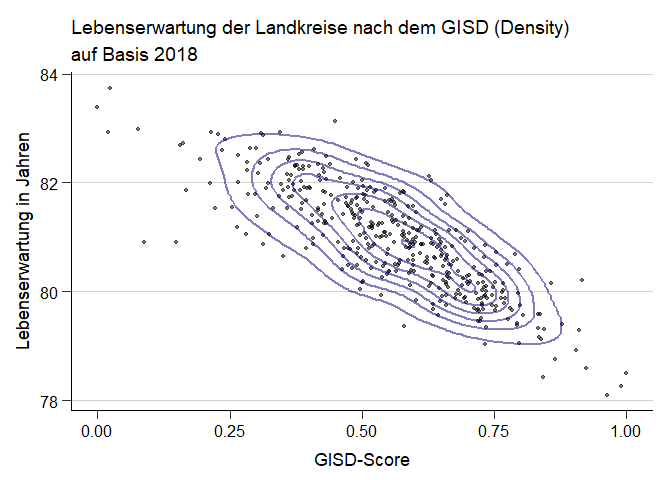 Lebenserwartung der Landkreise nach dem GISD (Density)
auf Basis 2018
84
82
80
78
Lebenserwartung in Jahren
0.00 0.25 0.50 0.75 1.00
GISD-Score